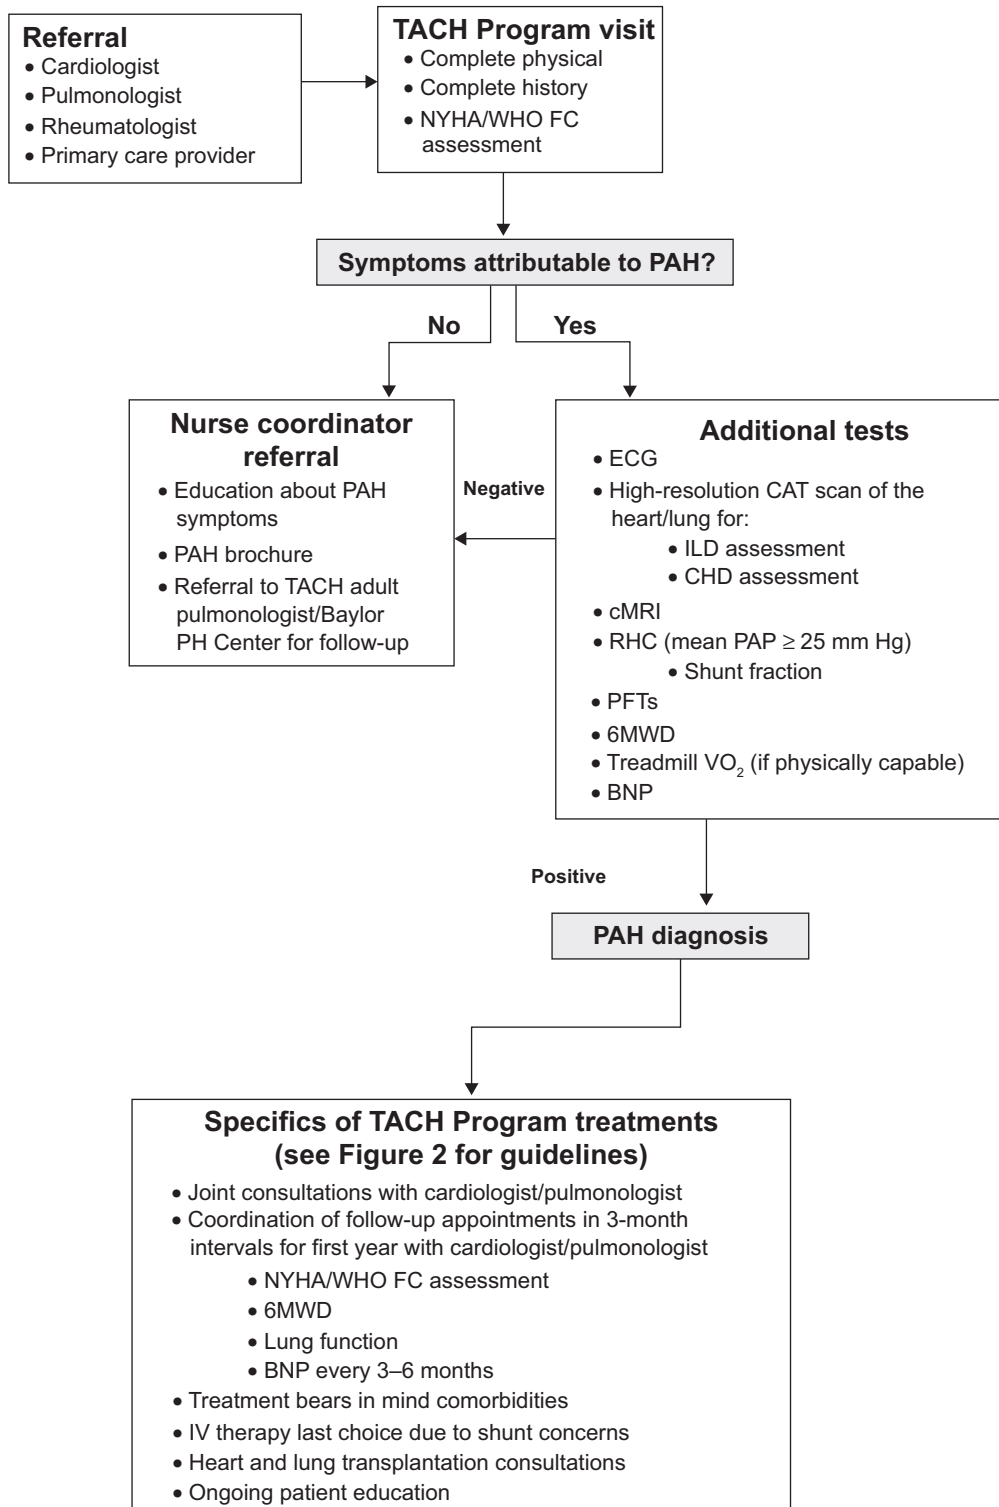 Referral
• Cardiologist
• Pulmonologist
• Rheumatologist
• Primary care provider
TACH Program visit
• Complete physical
• Complete history
• NYHA/WHO FC
assessment
Symptoms attributable to PAH?
No
Yes
Nurse coordinator
referral
• Education about PAH
symptoms
• PAH brochure
• Referral to TACH adult
pulmonologist/Baylor
PH Center for follow-up
Negative
Additional tests
• ECG
• High-resolution CAT scan of the
heart/lung for:
• ILD assessment
• CHD assessment
• cMRI
• RHC (mean PAP ≥ 25 mm Hg)
• Shunt fraction
• PFTs
• 6MWD
• Treadmill VO₂ (if physically capable)
• BNP
Positive
PAH diagnosis
Specifics of TACH Program treatments
(see Figure 2 for guidelines)
• Joint consultations with cardiologist/pulmonologist
• Coordination of follow-up appointments in 3-month
intervals for first year with cardiologist/pulmonologist
• NYHA/WHO FC assessment
• 6MWD
• Lung function
• BNP every 3–6 months
• Treatment bears in mind comorbidities
• IV therapy last choice due to shunt concerns
• Heart and lung transplantation consultations
• Ongoing patient education